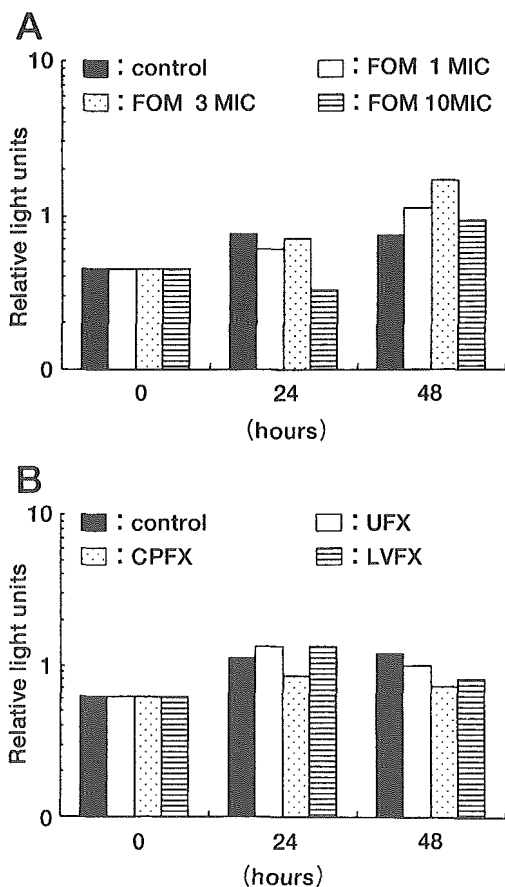 A
10
: control
: FOM 1 MIC
: FOM 3 MIC
: FOM 10MIC
Relative light units
1
0
0
24
48
(hours)
B
10
: control
: UFX
: CPFX
: LVFX
Relative light units
1
0
0
24
48
(hours)